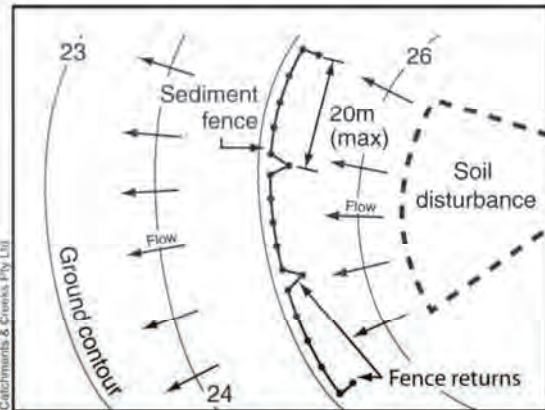 23
26
Sediment
fence
20m
(max)
Soil
disturbance
Flow
Flow
Ground contour
24
Fence returns
Catchments & Creeks Pty Ltd